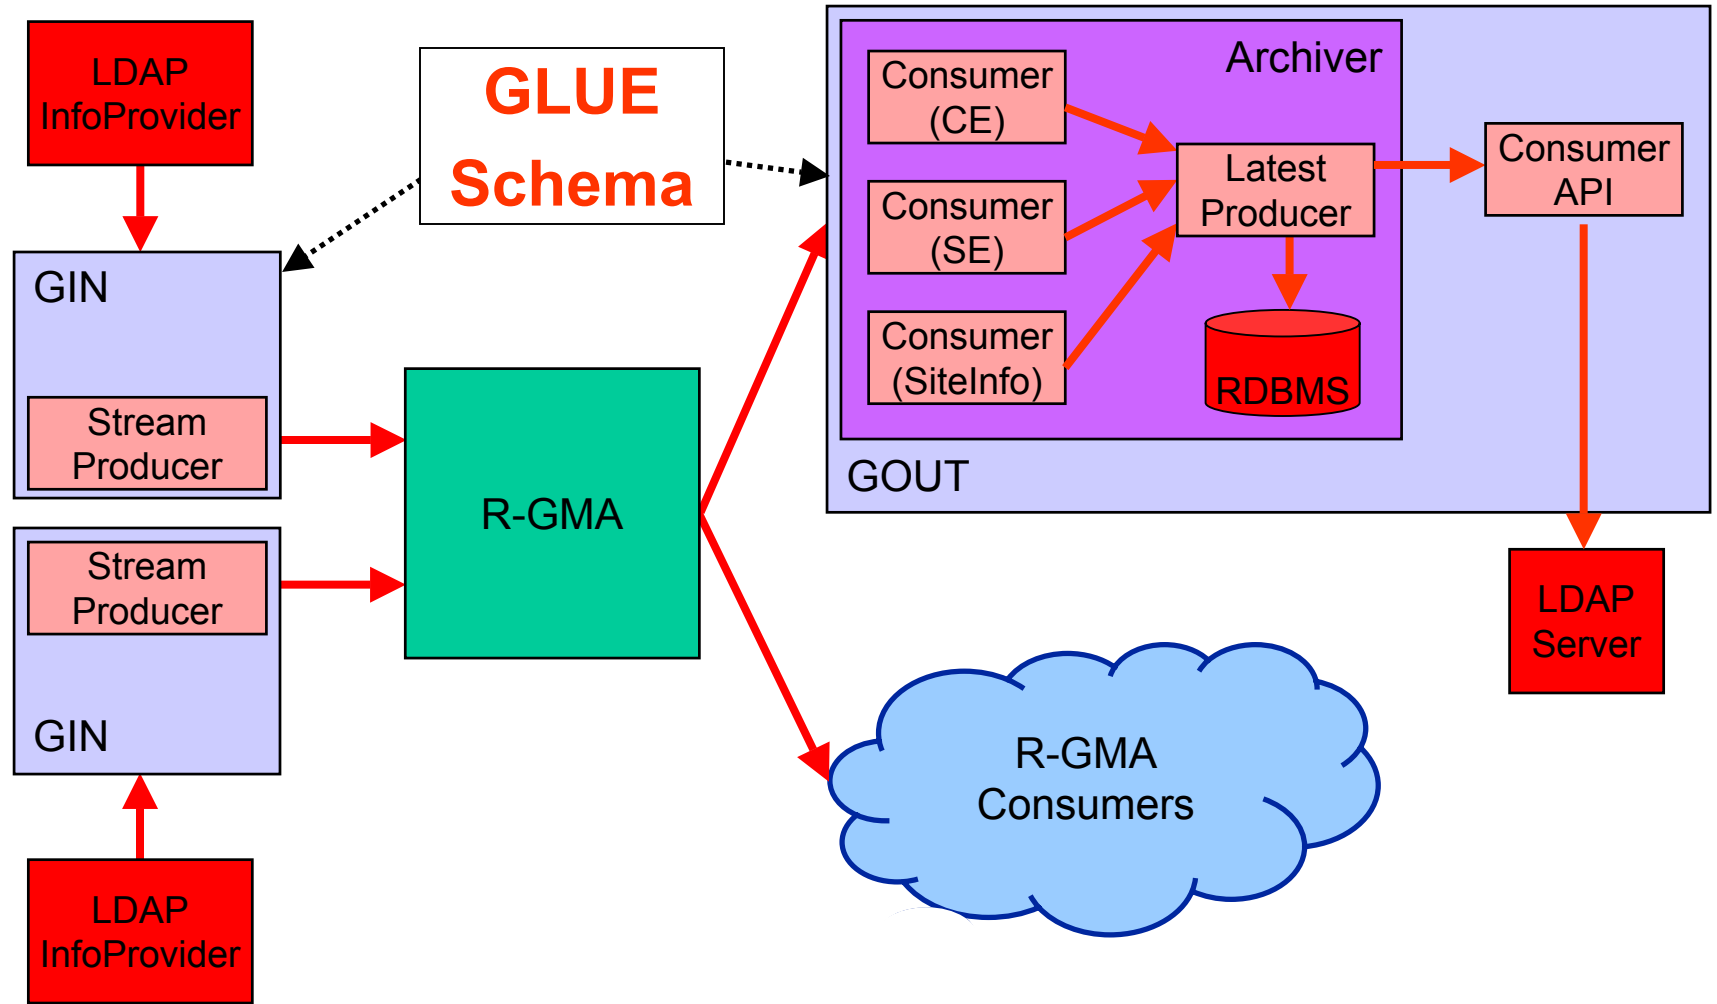 LDAP
InfoProvider
GLUE
Schema
Archiver
Consumer
(CE)
Consumer
(SE)
Consumer
(SiteInfo)
Latest
Producer
RDBMS
Consumer
API
GOUT
GIN
Stream
Producer
R-GMA
Stream
Producer
GIN
LDAP
InfoProvider
LDAP
Server
R-GMA
Consumers